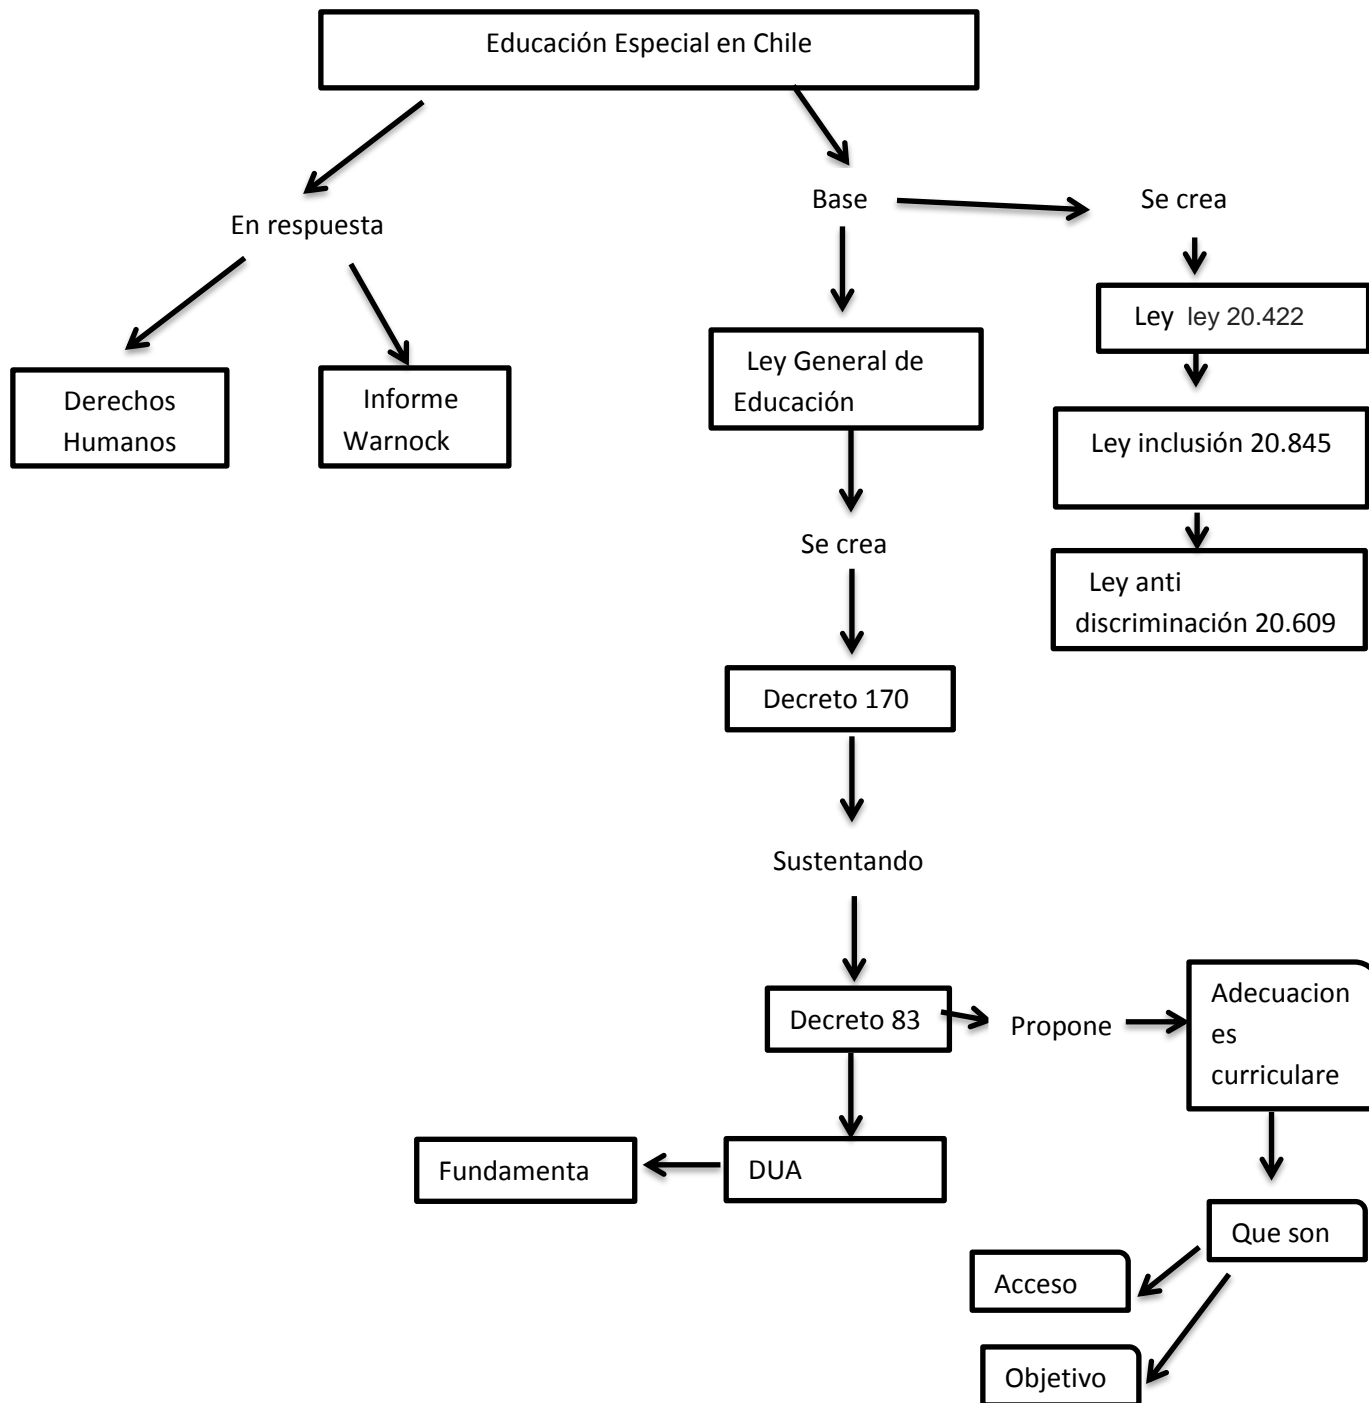 Educación Especial en Chile
Base
Se crea
En respuesta
Ley ley 20.422
Ley General de
Educación
Derechos
Humanos
Informe
Warnock
Ley inclusión 20.845
Se crea
Ley anti
discriminación 20.609
Decreto 170
Sustentando
Decreto 83
Propone
Adecuacion
es
curriculare
Fundamenta
DUA
Que son
Acceso
Objetivo